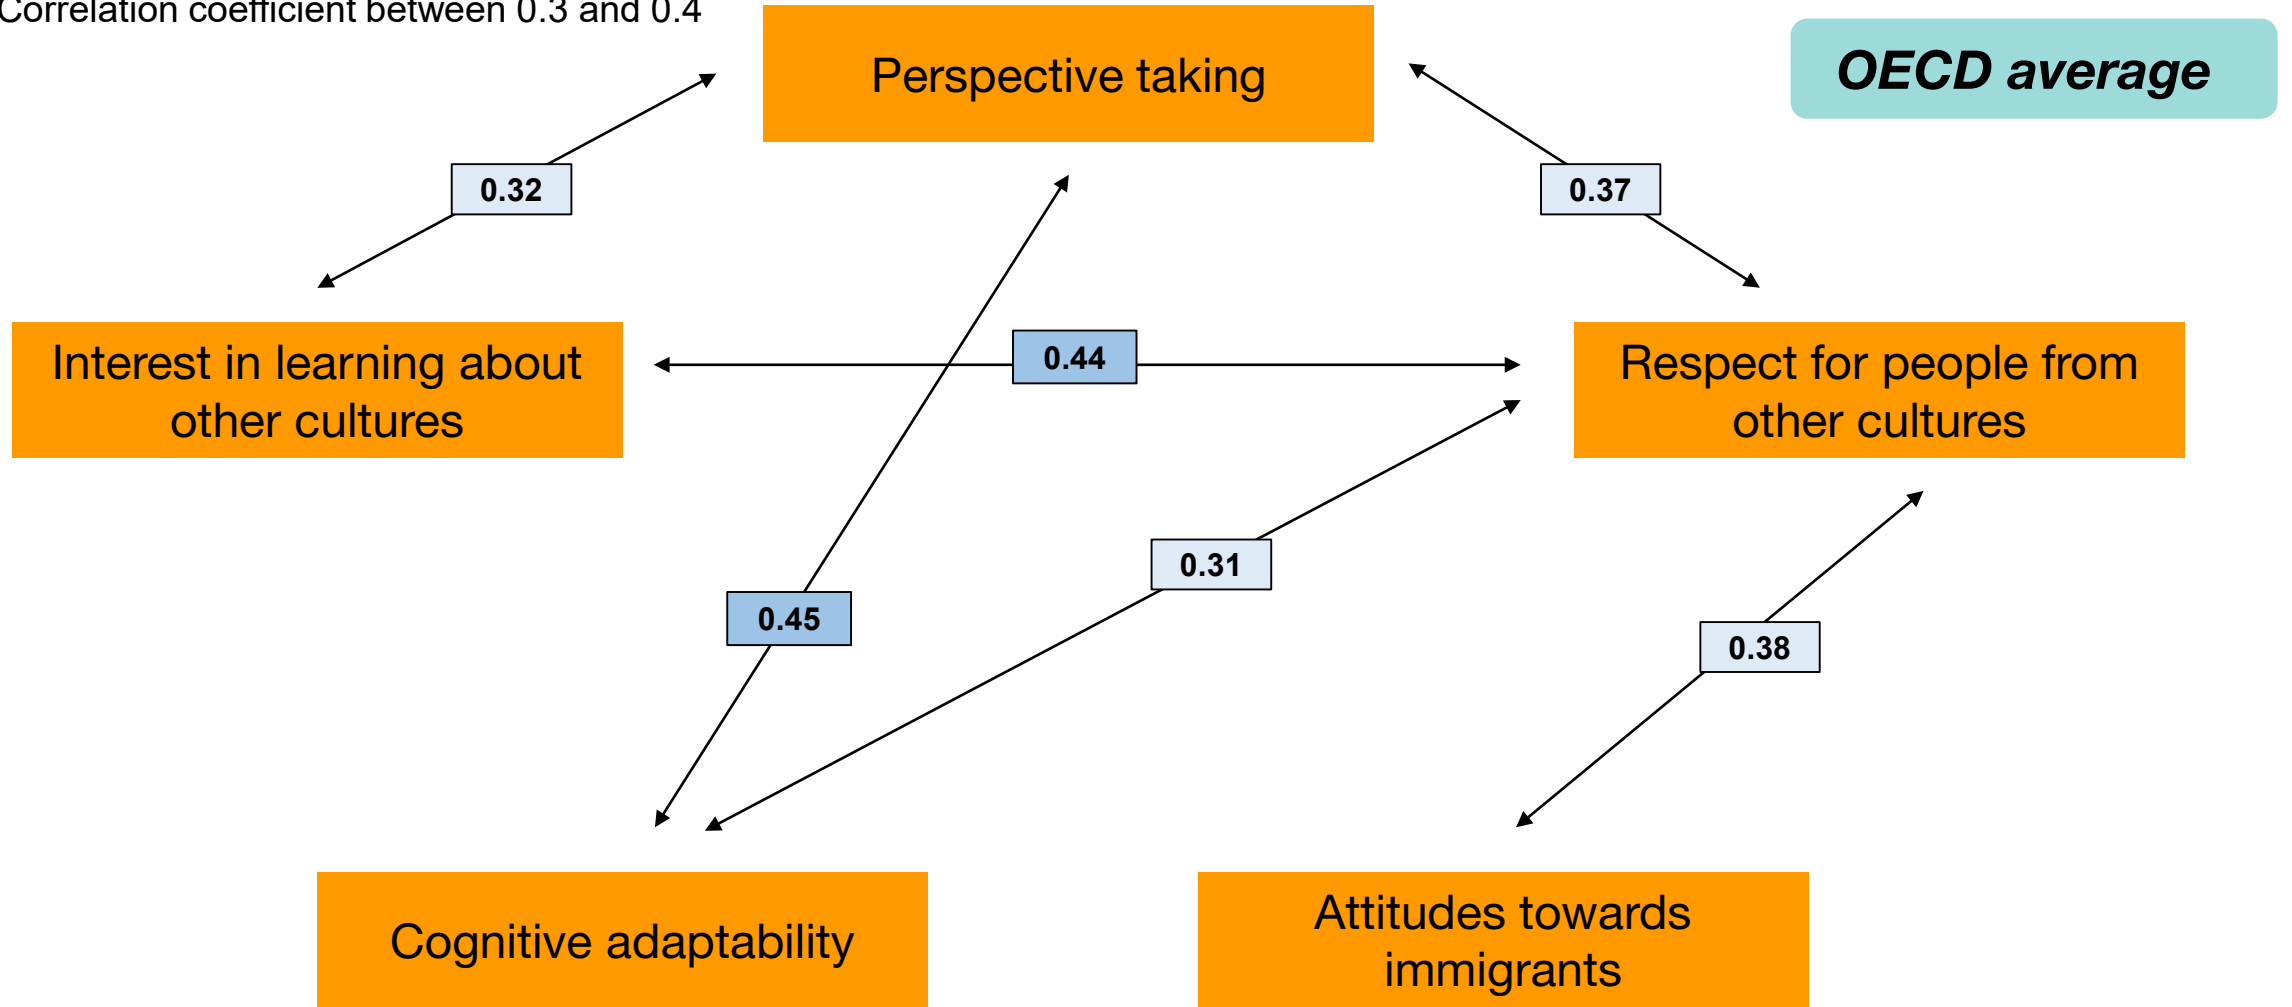 Correlation coefficient between 0.3 and 0.4
Perspective taking
OECD average
0.32
0.37
Interest in learning about
other cultures
0.44
Respect for people from
other cultures
0.31
0.45
0.38
Cognitive adaptability
Attitudes towards
immigrants